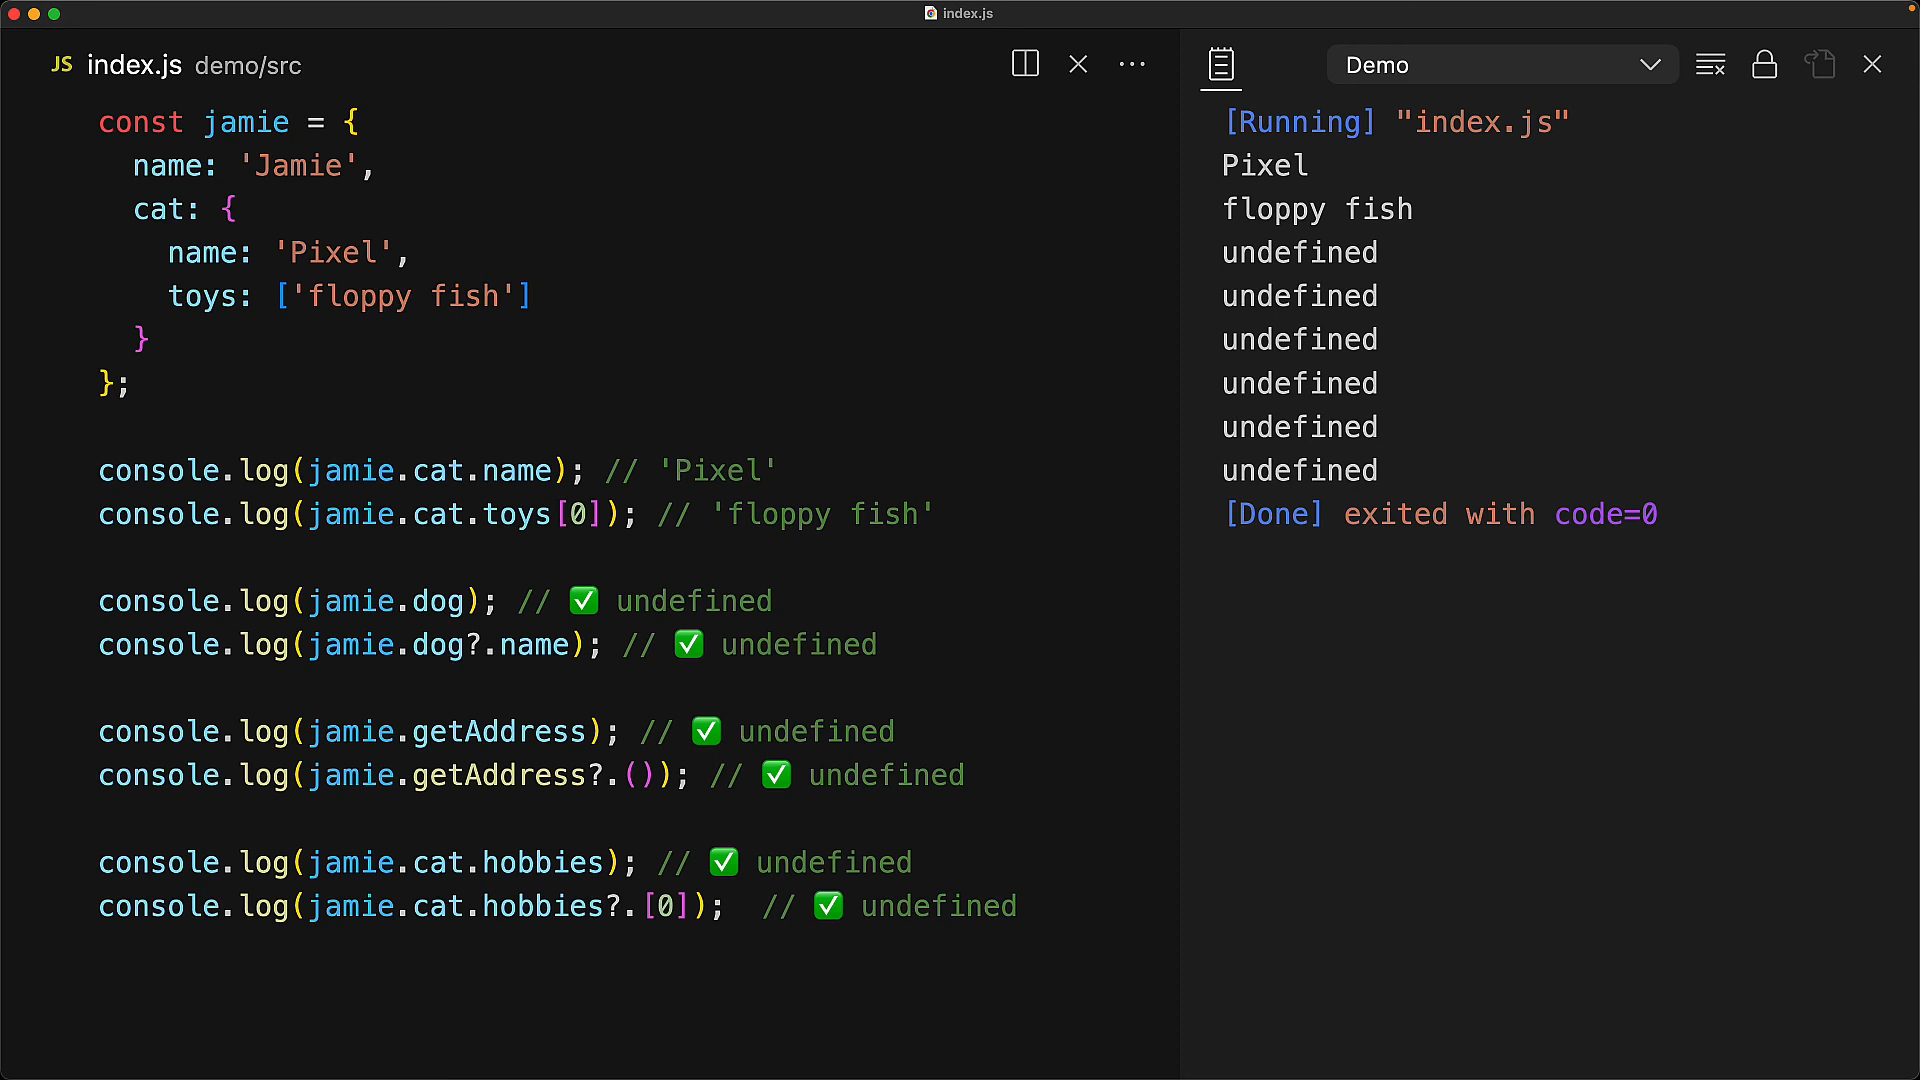 index.js
JS index.js demo/src
const jamie = {
  name: 'Jamie',
  cat: {
    name: 'Pixel',
    toys: ['floppy fish']
  }
};
console.log(jamie.cat.name); // 'Pixel'
console.log(jamie.cat.toys[0]); // 'floppy fish'
console.log(jamie.dog); // ✅ undefined
console.log(jamie.dog?.name); // ✅ undefined
console.log(jamie.getAddress); // ✅ undefined
console.log(jamie.getAddress?.()); // ✅ undefined
console.log(jamie.cat.hobbies); // ✅ undefined
console.log(jamie.cat.hobbies?.[0]);  // ✅ undefined
Demo
[Running] "index.js"
Pixel
floppy fish
undefined
undefined
undefined
undefined
undefined
undefined
[Done] exited with code=0